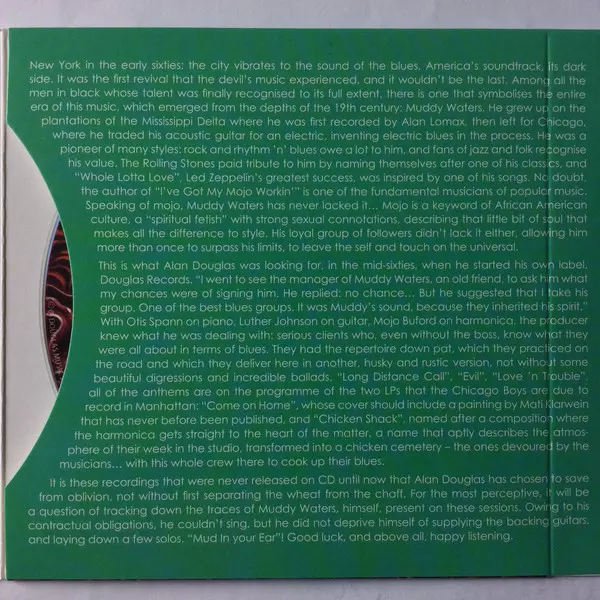 New York in the early sixties: the city vibrates to the sound of the blues. America's soundtrack, its dark
side. It was the first revival that the devil's music experienced, and it wouldn't be the last. Among all the
men in black whose talent was finally recognised to its full extent, there is one that symbolises the entire
era of this music, which emerged from the depths of the 19th century: Muddy Waters. He grew up on the
plantations of the Mississippi Delta where he was first recorded by Alan Lomax, then left for Chicago,
where he traded his acoustic guitar for an electric, inventing electric blues in the process. He was a
pioneer of many styles: rock and rhythm 'n' blues owe a lot to him, and fans of jazz and folk recognise
his value. The Rolling Stones paid tribute to him by naming themselves after one of his classics, and
"Whole Lotta Love", Led Zeppelin's greatest success, was inspired by one of his songs. No doubt,
the author of "I've Got My Mojo Workin'" is one of the fundamental musicians of popular music.
Speaking of mojo, Muddy Waters has never lacked it... Mojo is a keyword of African American
culture, a "spiritual fetish" with strong sexual connotations, describing that little bit of soul that
makes all the difference to style. His loyal group of followers didn't lack it either, allowing him
more than once to surpass his limits, to leave the self and touch on the universal.
This is what Alan Douglas was looking for, in the mid-sixties, when he started his own label,
Douglas Records. "I went to see the manager of Muddy Waters, an old friend, to ask him what
my chances were of signing him. He replied: no chance... But he suggested that I take his
group. One of the best blues groups. It was Muddy's sound, because they inherited his spirit."
With Otis Spann on piano, Luther Johnson on guitar, Mojo Buford on harmonica, the producer
knew what he was dealing with: serious clients who, even without the boss, know what they
were all about in terms of blues. They had the repertoire down pat, which they practiced on
the road and which they deliver here in another, husky and rustic version, not without some
beautiful digressions and incredible ballads. "Long Distance Call", "Evil", "Love 'n Trouble",
all of the anthems are on the programme of the two LPs that the Chicago Boys are due to
record in Manhattan: "Come on Home", whose cover should include a painting by Mati Klarwein
that has never before been published, and "Chicken Shack", named after a composition where
the harmonica gets straight to the heart of the matter, a name that aptly describes the atmos-
phere of their week in the studio, transformed into a chicken cemetery – the ones devoured by the
musicians... with this whole crew there to cook up their blues.
It is these recordings that were never released on CD until now that Alan Douglas has chosen to save
from oblivion, not without first separating the wheat from the chaff. For the most perceptive, it will be
a question of tracking down the traces of Muddy Waters, himself, present on these sessions. Owing to his
contractual obligations, he couldn't sing, but he did not deprive himself of supplying the backing guitars,
and laying down a few solos. "Mud In your Ear"! Good luck, and above all, happy listening.